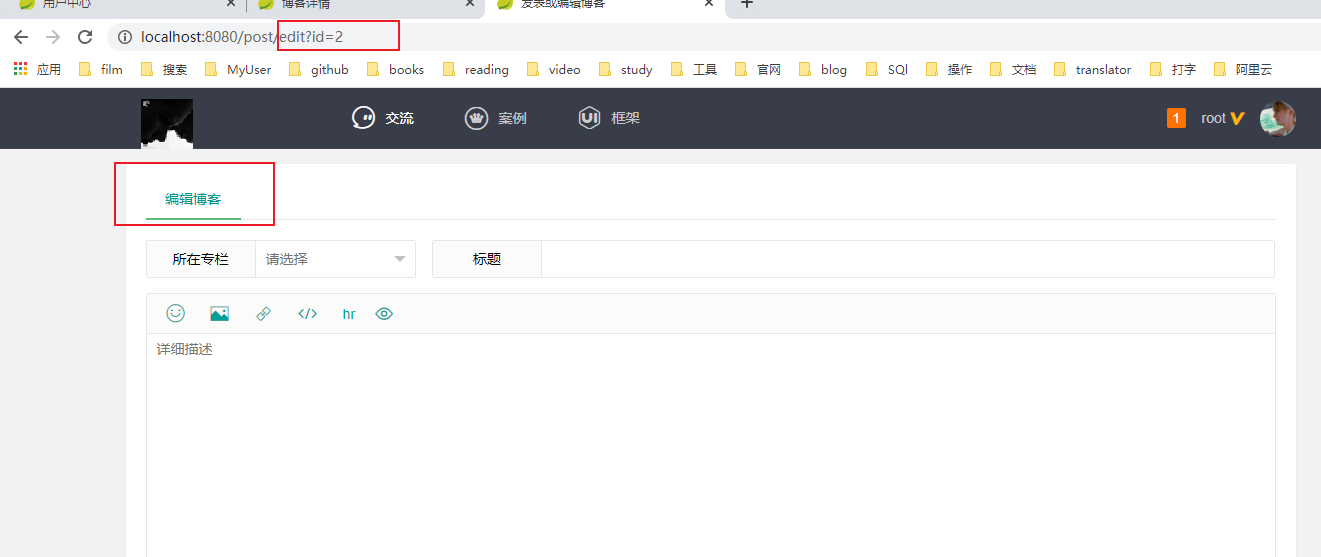 用户中心 博客详情 发表或编辑博客
localhost:8080/post/edit?id=2
应用 film 搜索 MyUser github books reading video study 工具 官网 blog SQl 操作 文档 translator 打字 阿里云
交流 案例 UI 框架 1 root
编辑博客
所在专栏 请选择 标题
hr
详细描述